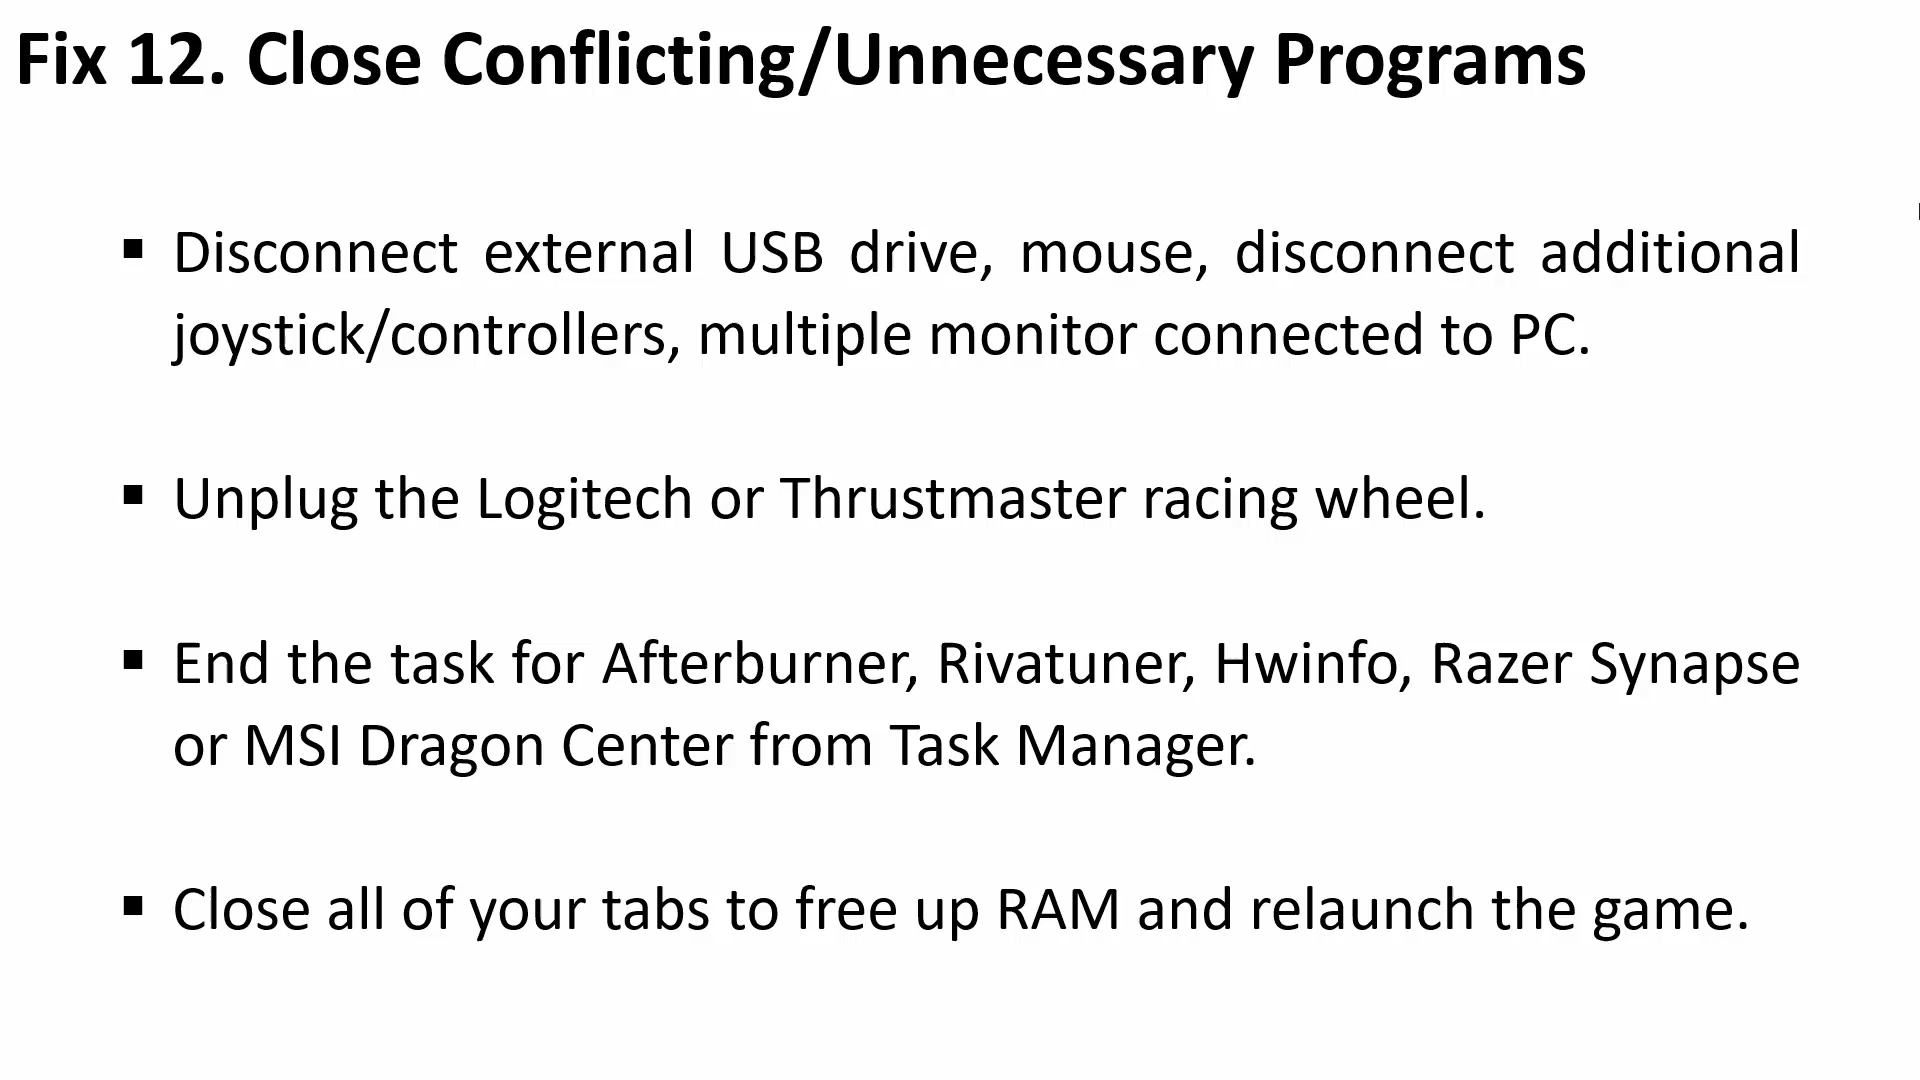 Fix 12. Close Conflicting/Unnecessary Programs
▪ Disconnect external USB drive, mouse, disconnect additional
joystick/controllers, multiple monitor connected to PC.
▪ Unplug the Logitech or Thrustmaster racing wheel.
▪ End the task for Afterburner, Rivatuner, Hwinfo, Razer Synapse
or MSI Dragon Center from Task Manager.
▪ Close all of your tabs to free up RAM and relaunch the game.